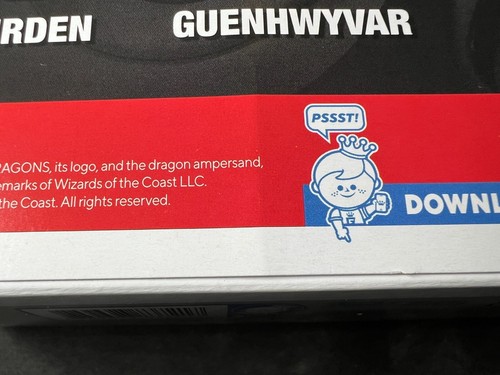 RDEN GUENHWYVAR
PSSST!
AGONS, its logo, and the dragon ampersand,
emarks of Wizards of the Coast LLC.
the Coast. All rights reserved.
DOWNL